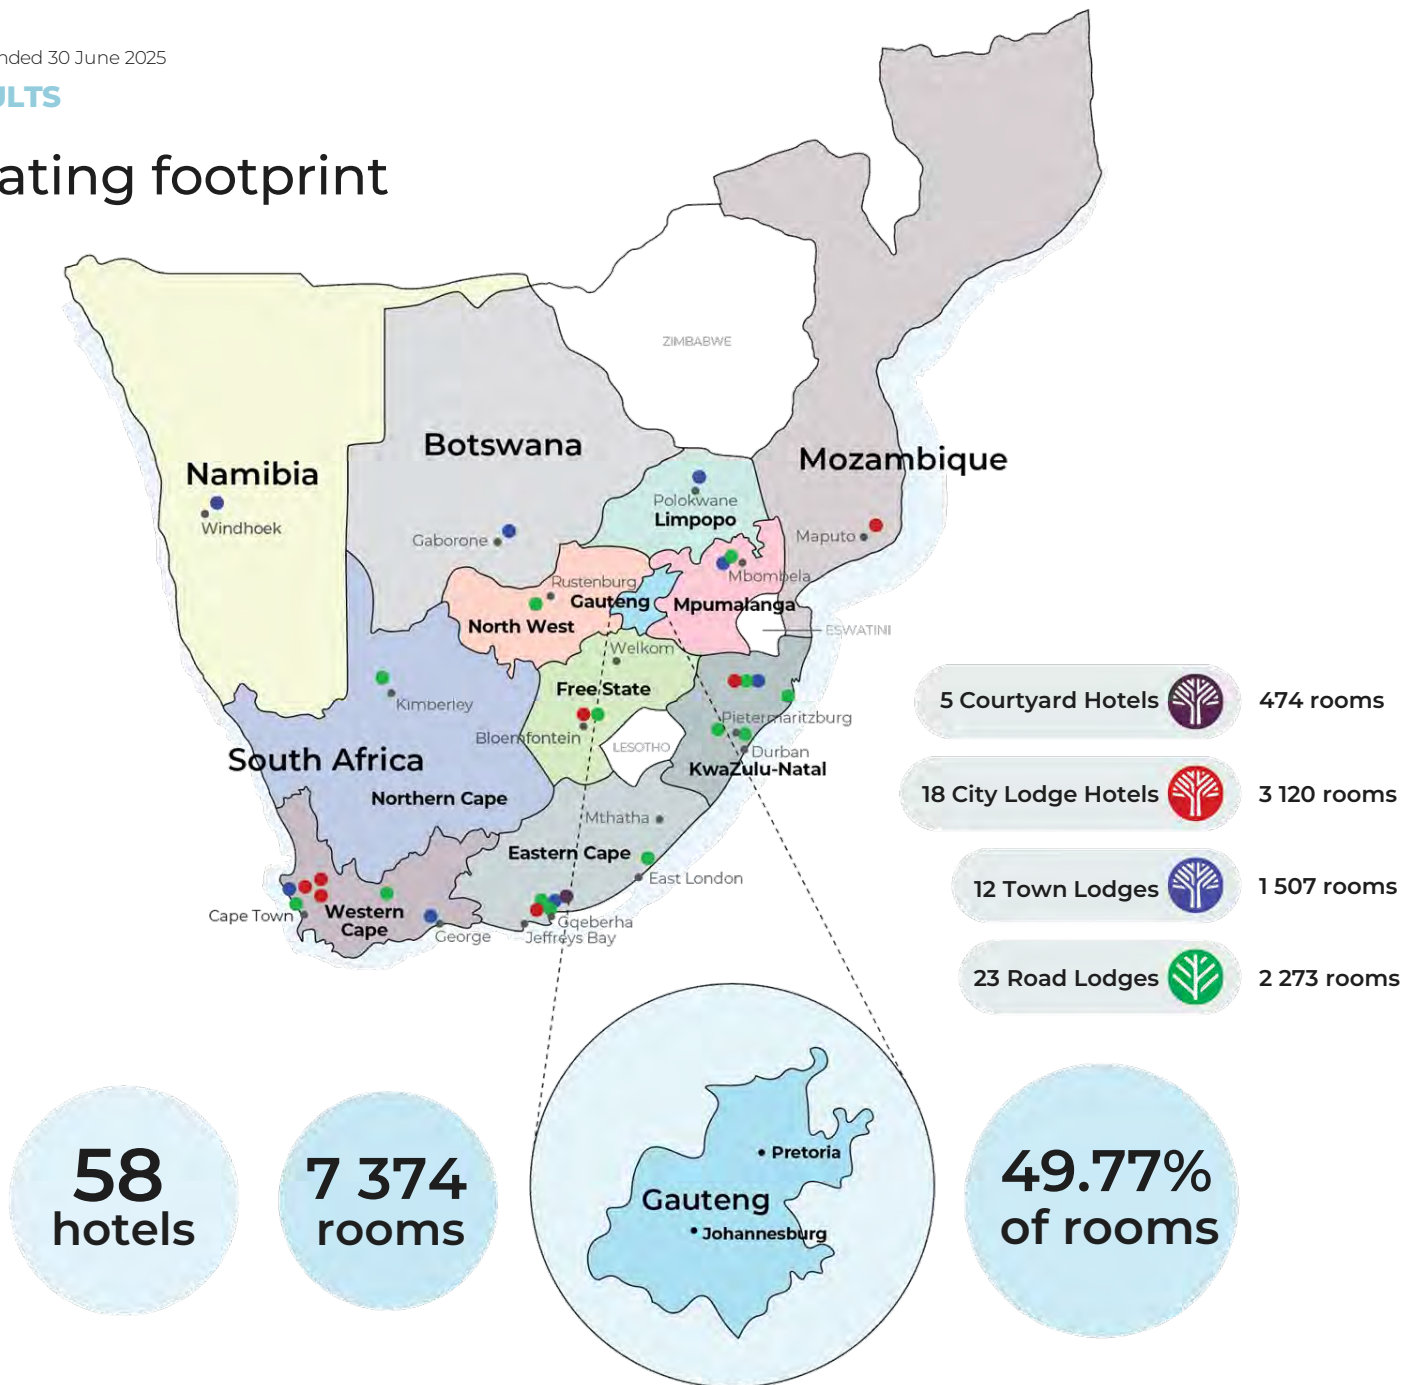 nded 30 June 2025
ULTS
ating footprint
ZIMBABWE
Botswana
Mozambique
Namibia
Windhoek
Gaborone
Polokwane
Limpopo
Maputo
Rustenburg
Mbombela
Gauteng
Mpumalanga
North West
ESWATINI
Welkom
Free State
Kimberley
Pietermaritzburg
Bloemfontein
LESOTHO
Durban
KwaZulu-Natal
South Africa
Northern Cape
Mthatha
Eastern Cape
East London
Cape Town
Western
Cape
George
Gqeberha
Jeffreys Bay
5 Courtyard Hotels 474 rooms
18 City Lodge Hotels 3 120 rooms
12 Town Lodges 1 507 rooms
23 Road Lodges 2 273 rooms
58
hotels
7 374
rooms
Pretoria
Gauteng
Johannesburg
49.77%
of rooms